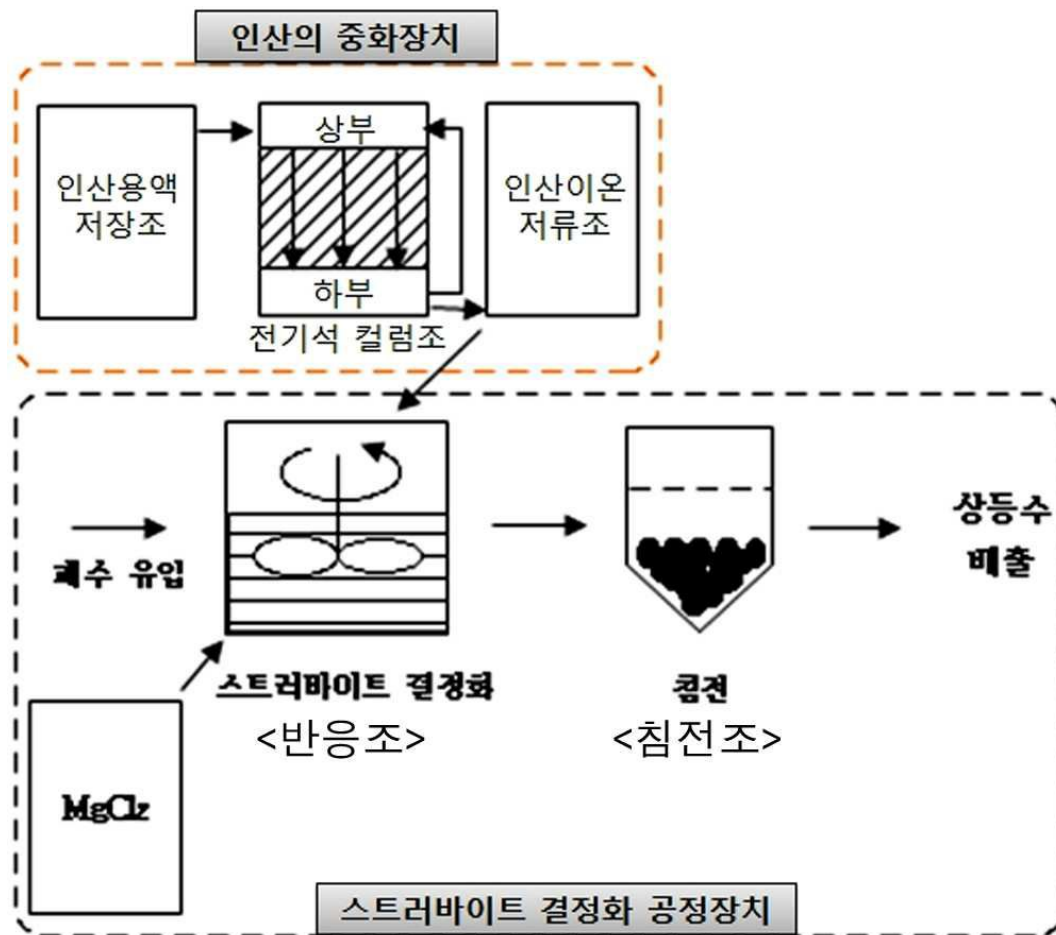 인산의 중화장치
인산용액
저장조
상부
하부
전기석 컬럼조
인산이온
저류조
폐수 유입
스트러바이트 결정화
<반응조>
침전
<침전조>
상등수
배출
MgCl2
스트러바이트 결정화 공정장치